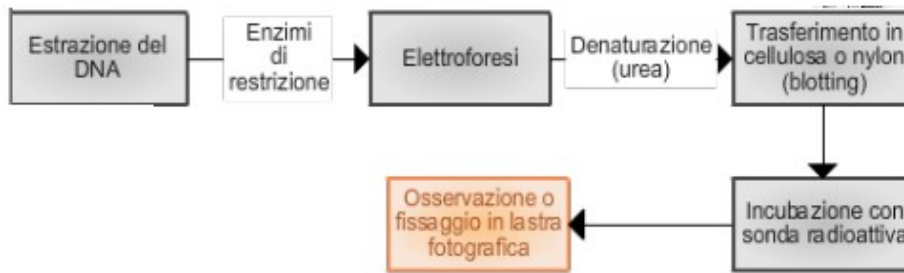 Estrazione del
DNA
Enzimi
di
restrizione
Elettroforesi
Denaturazione
(urea)
Trasferimento in
cellulosa o nylon
(blotting)
Incubazione con
sonda radioattiva
Osservazione o
fissaggio in lastra
fotografica